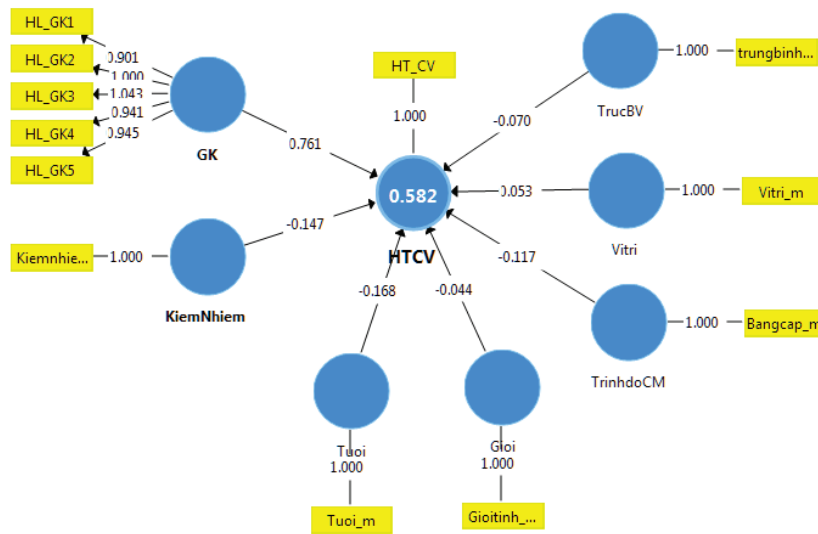 HL_GK1
HL_GK2
HL_GK3
HL_GK4
HL_GK5
0.901
1.000
1.043
0.941
0.945
GK
0.761
HT_CV
1.000
0.582
HTCV
TrucBV
1.000
trungbinh...
-0.070
Vitri
1.000
Vitri_m
0.053
TrinhdoCM
1.000
Bangcap_m
-0.117
Kiemnhie...
1.000
KiemNhiem
-0.147
-0.168
Tuoi
1.000
Tuoi_m
-0.044
Gioi
1.000
Gioitinh_...